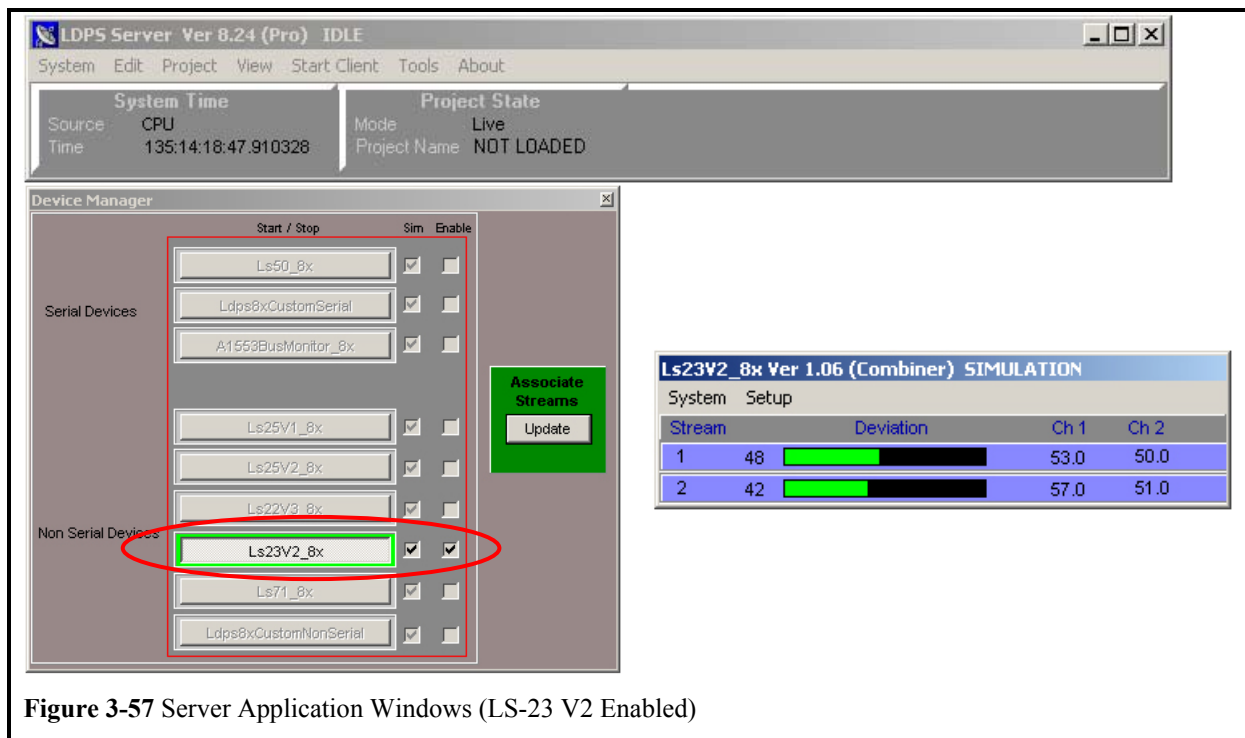 LDPS Server Ver 8.24 (Pro) IDLE
System Edit Project View Start Client Tools About
System Time
Source CPU
Time 135:14:18:47.910328
Project State
Mode Live
Project Name NOT LOADED
Device Manager
Start / Stop Sim Enable
Serial Devices
Ls50_8x
Ldps8xCustomSerial
A1553BusMonitor_8x
Non Serial Devices
Ls25V1_8x
Ls25V2_8x
Ls22V3_8x
Ls23V2_8x
Ls71_8x
Ldps8xCustomNonSerial
Associate
Streams
Update
Ls23V2_8x Ver 1.06 (Combiner) SIMULATION
System Setup
Stream Deviation Ch 1 Ch 2
1 48 53.0 50.0
2 42 57.0 51.0
Figure 3-57 Server Application Windows (LS-23 V2 Enabled)